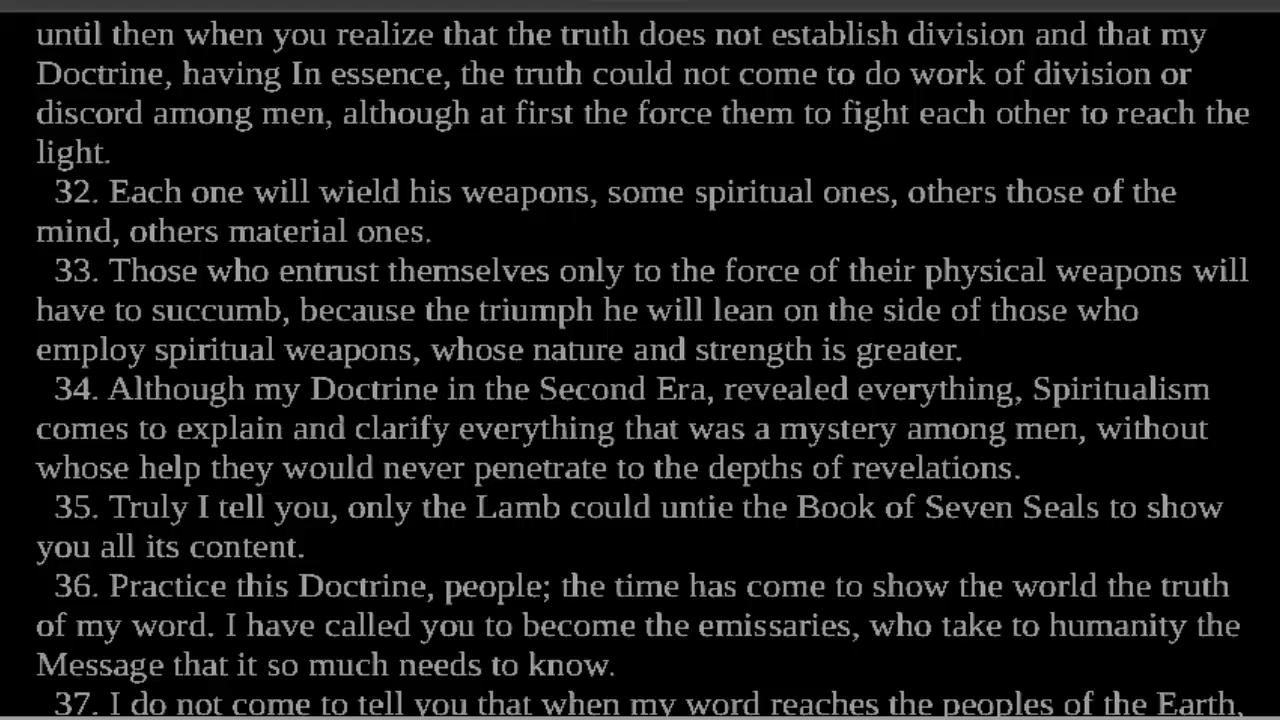 until then when you realize that the truth does not establish division and that my
Doctrine, having In essence, the truth could not come to do work of division or
discord among men, although at first the force them to fight each other to reach the
light.
32. Each one will wield his weapons, some spiritual ones, others those of the
mind, others material ones.
33. Those who entrust themselves only to the force of their physical weapons will
have to succumb, because the triumph he will lean on the side of those who
employ spiritual weapons, whose nature and strength is greater.
34. Although my Doctrine in the Second Era, revealed everything, Spiritualism
comes to explain and clarify everything that was a mystery among men, without
whose help they would never penetrate to the depths of revelations.
35. Truly I tell you, only the Lamb could untie the Book of Seven Seals to show
you all its content.
36. Practice this Doctrine, people; the time has come to show the world the truth
of my word. I have called you to become the emissaries, who take to humanity the
Message that it so much needs to know.
37. I do not come to tell you that when my word reaches the peoples of the Earth,